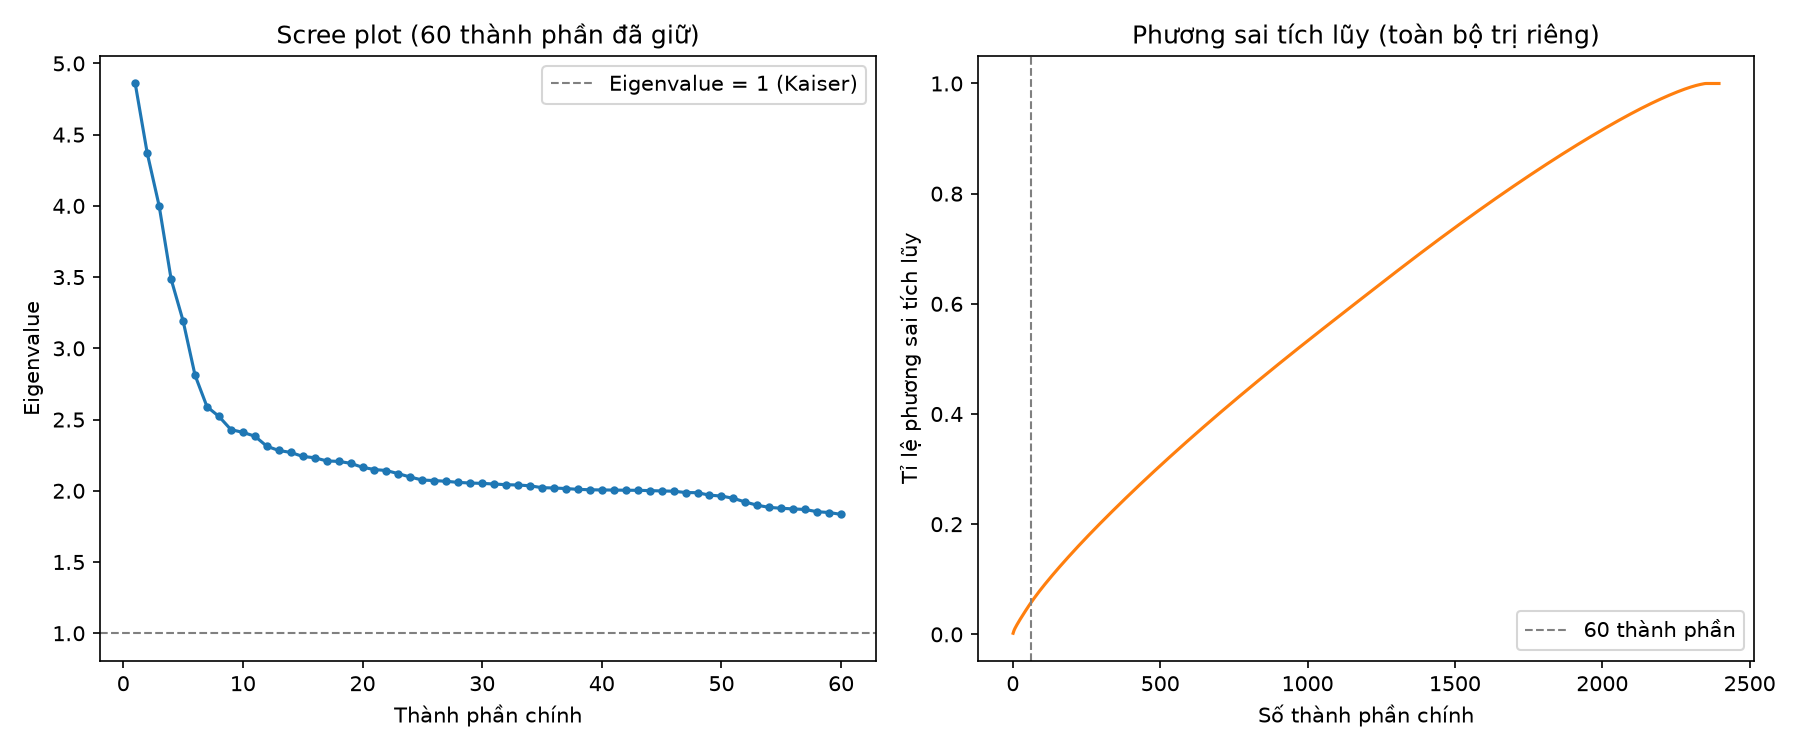 Scree plot (60 thành phần đã giữ)
Eigenvalue = 1 (Kaiser)
5.0
4.5
4.0
3.5
3.0
2.5
2.0
1.5
1.0
Eigenvalue
0 10 20 30 40 50 60
Thành phần chính
Phương sai tích lũy (toàn bộ trị riêng)
1.0
0.8
0.6
0.4
0.2
0.0
Tỉ lệ phương sai tích lũy
60 thành phần
0 500 1000 1500 2000 2500
Số thành phần chính